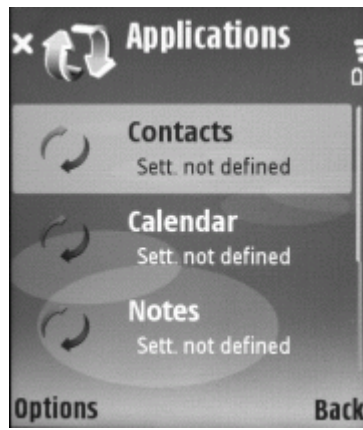 Applications
Contacts
Sett. not defined
Calendar
Sett. not defined
Notes
Sett. not defined
Options
Back